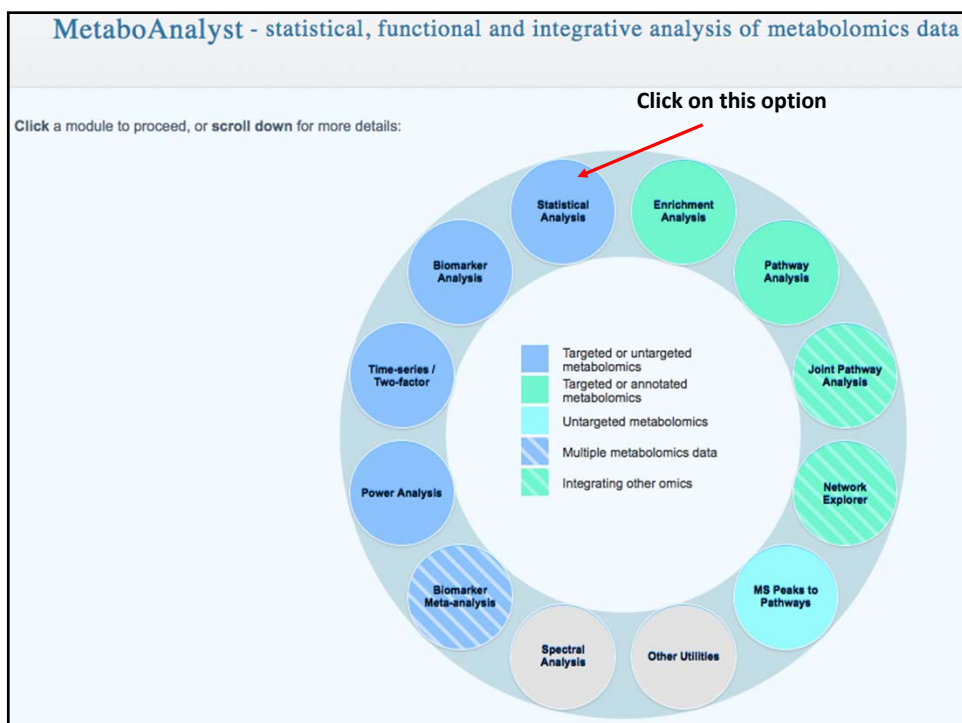 MetaboAnalyst - statistical, functional and integrative analysis of metabolomics data
Click on this option
Click a module to proceed, or scroll down for more details:
Statistical
Analysis
Enrichment
Analysis
Biomarker
Analysis
Pathway
Analysis
Time-series /
Two-factor
Joint Pathway
Analysis
Power Analysis
Network
Explorer
Biomarker
Meta-analysis
MS Peaks to
Pathways
Spectral
Analysis
Other Utilities
Targeted or untargeted
metabolomics
Targeted or annotated
metabolomics
Untargeted metabolomics
Multiple metabolomics data
Integrating other omics